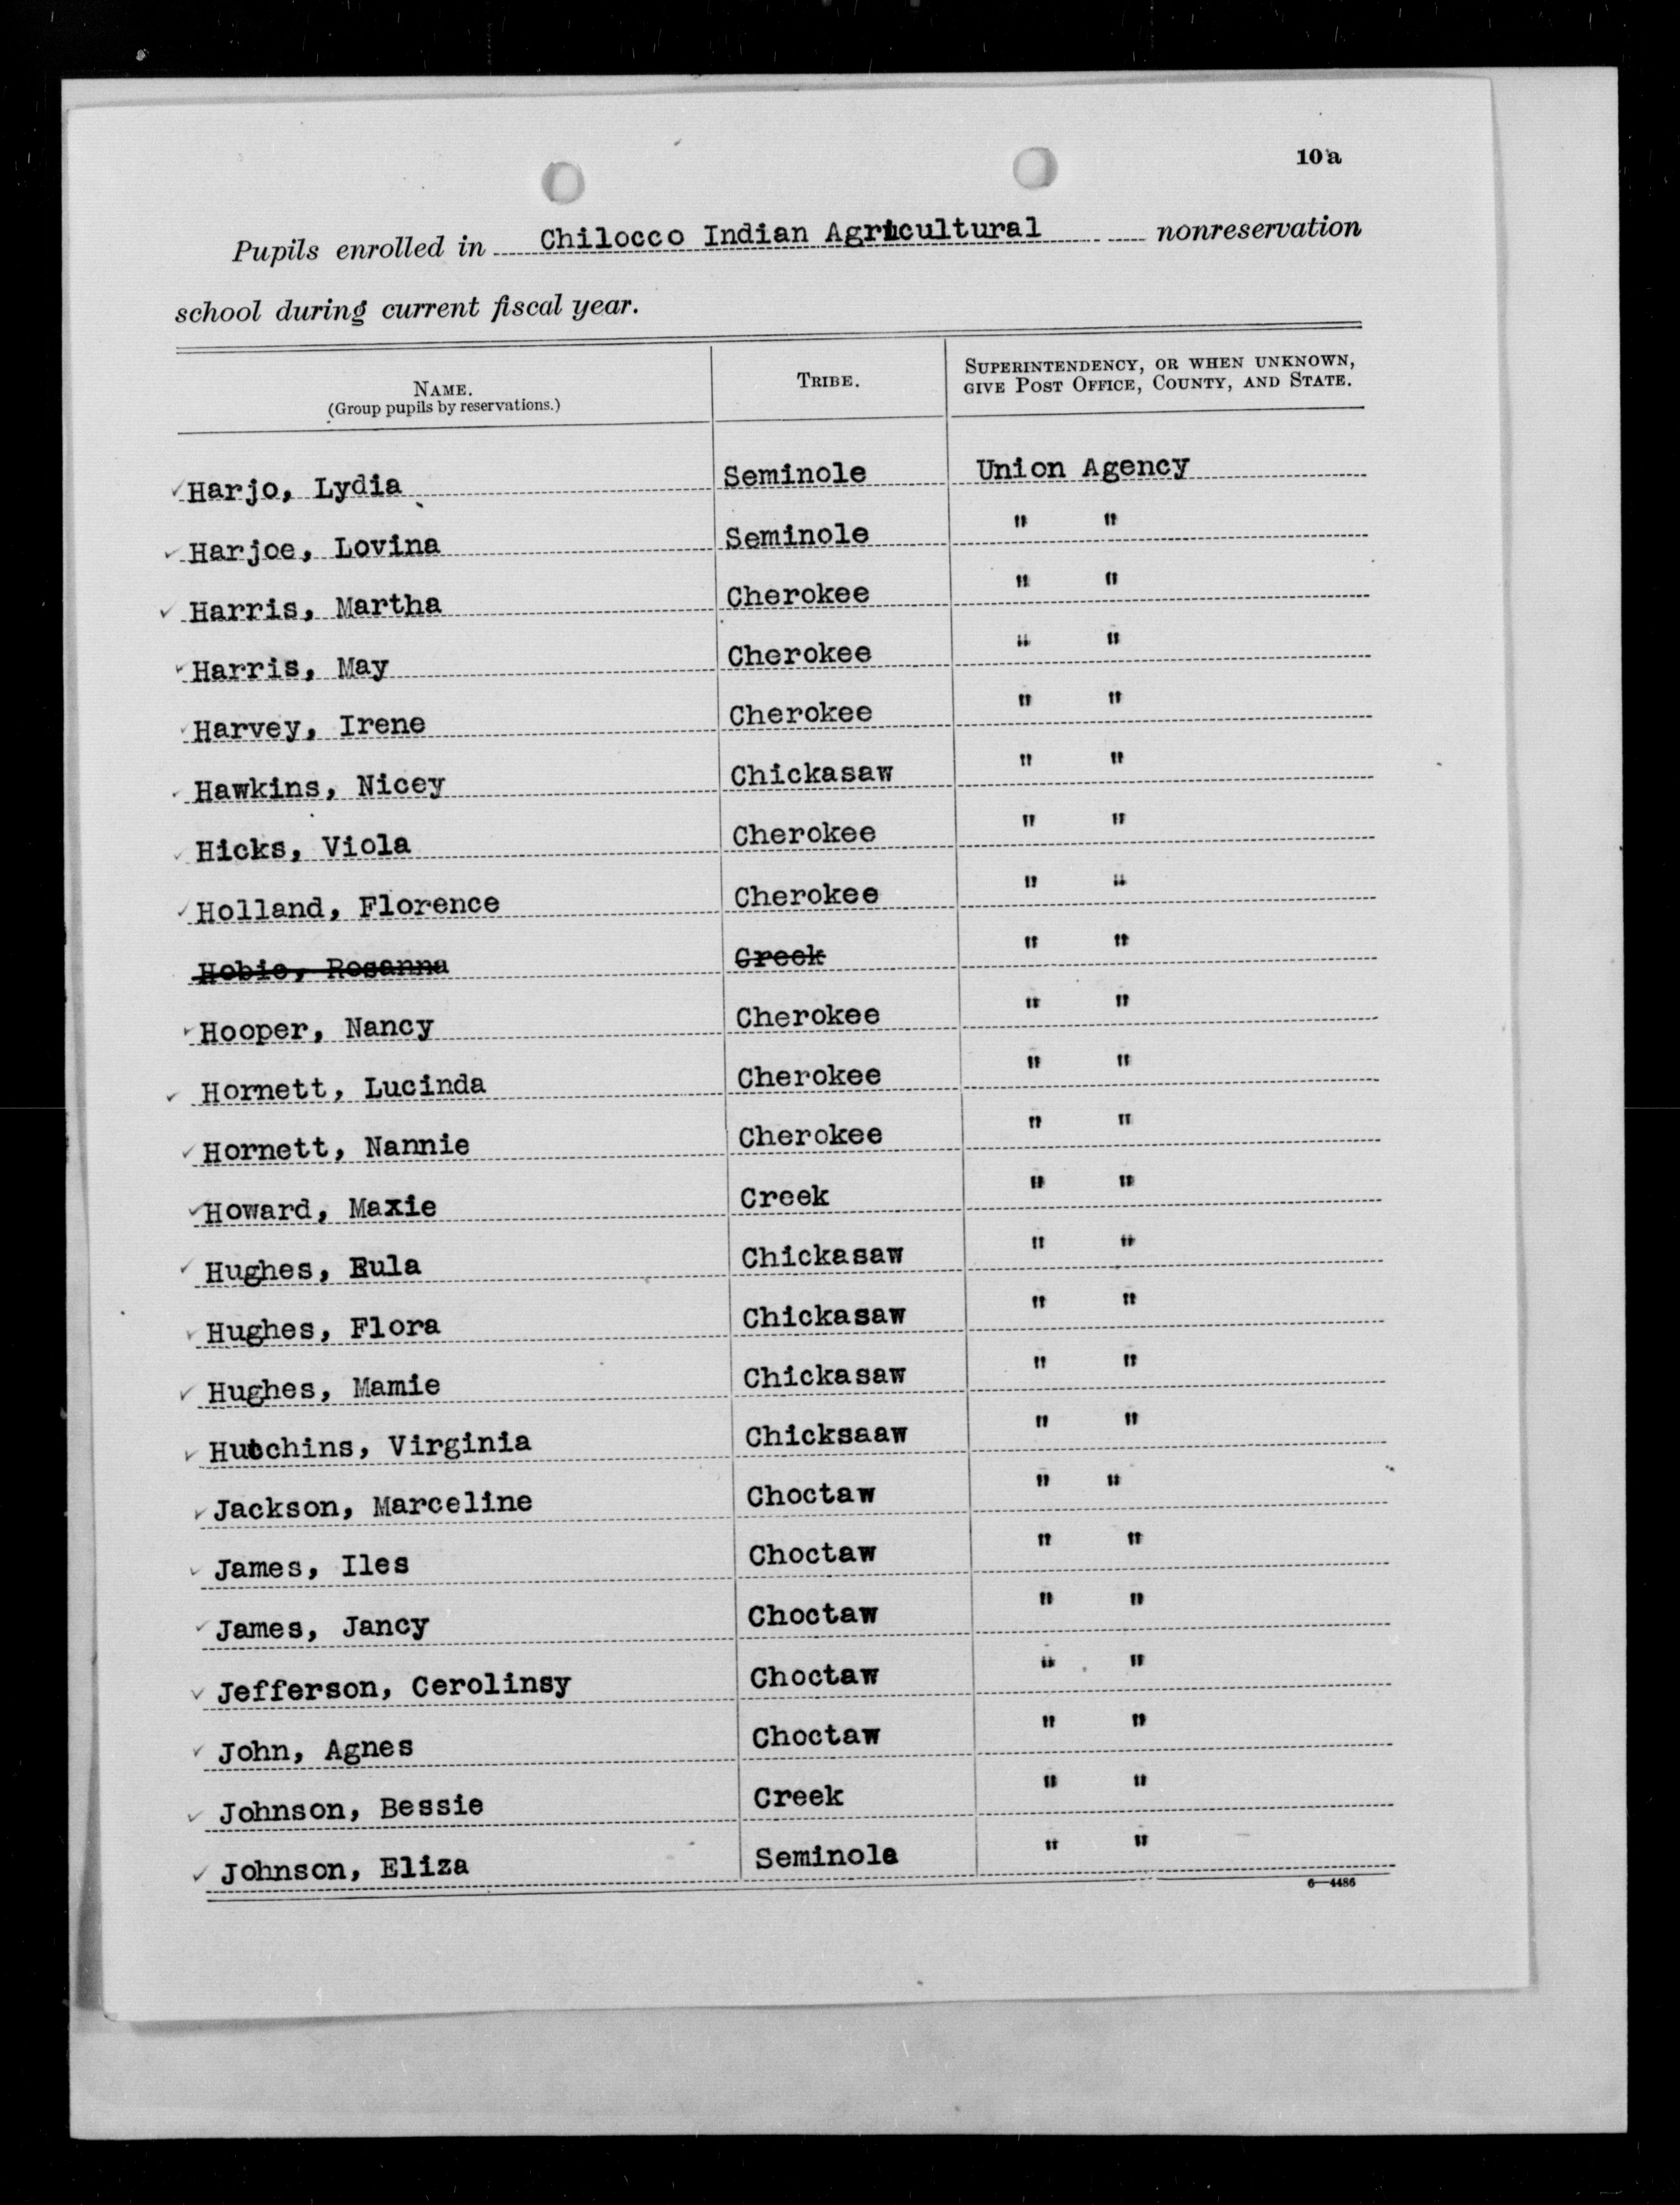 10 a
Pupils enrolled in Chilocco Indian Agricultural nonreservation
school during current fiscal year.
NAME. TRIBE. SUPERINTENDENCY, OR WHEN UNKNOWN,
(Group pupils by reservations.) GIVE POST OFFICE, COUNTY, AND STATE.
✓ Harjo, Lydia Seminole Union Agency
✓ Harjoe, Lovina Seminole " "
✓ Harris, Martha Cherokee " "
✓ Harris, May Cherokee " "
✓ Harvey, Irene Cherokee " "
✓ Hawkins, Nicey Chickasaw " "
✓ Hicks, Viola Cherokee " "
✓ Holland, Florence Cherokee " "
Hobie, Rosanna Creek " "
✓ Hooper, Nancy Cherokee " "
✓ Hornett, Lucinda Cherokee " "
✓ Hornett, Nannie Cherokee " "
✓ Howard, Maxie Creek " "
✓ Hughes, Eula Chickasaw " "
✓ Hughes, Flora Chickasaw " "
✓ Hughes, Mamie Chickasaw " "
✓ Hutchins, Virginia Chicksaaw " "
✓ Jackson, Marceline Choctaw " "
✓ James, Iles Choctaw " "
✓ James, Jancy Choctaw " "
✓ Jefferson, Cerolinsy Choctaw " "
✓ John, Agnes Choctaw " "
✓ Johnson, Bessie Creek " "
✓ Johnson, Eliza Seminole " "
6—4486